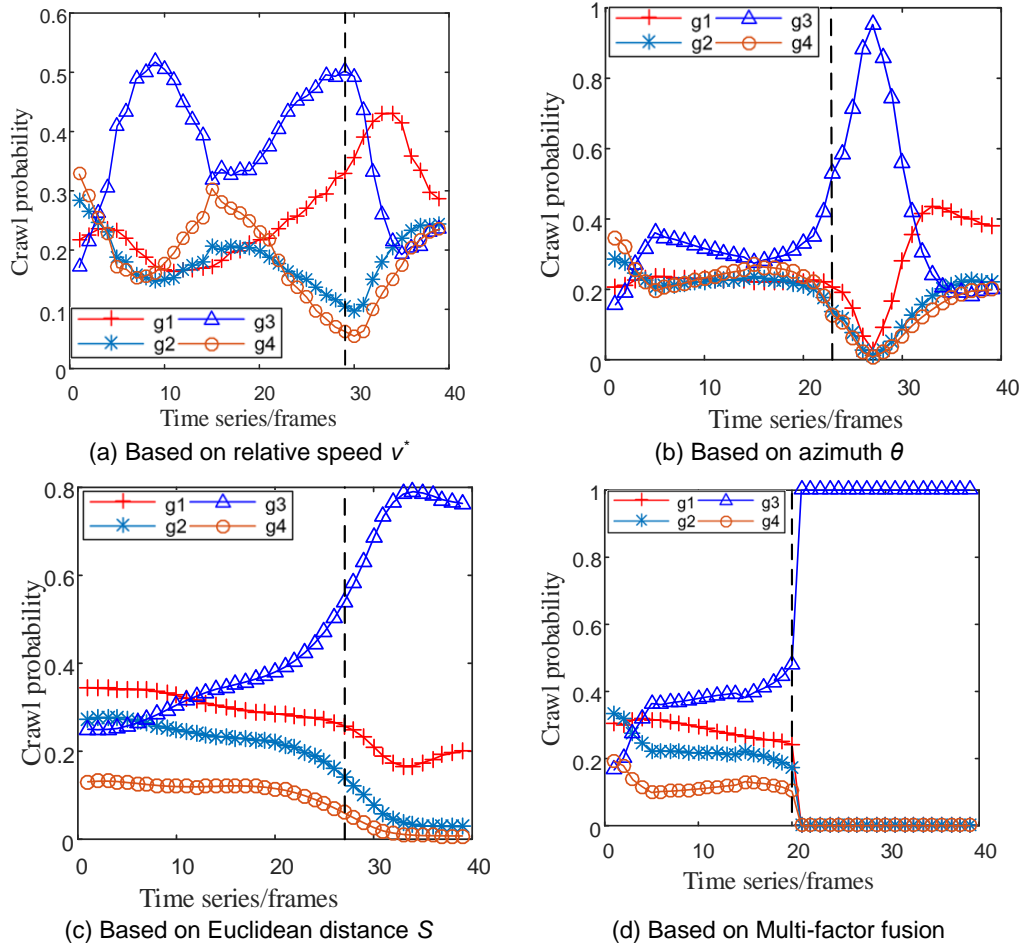 0.6
0.5
0.4
0.3
0.2
0.1
0
Crawl probability
g1 g3
g2 g4
0 10 20 30 40
Time series/frames
(a) Based on relative speed v*
1
0.8
0.6
0.4
0.2
0
Crawl probability
g1 g3
g2 g4
0 10 20 30 40
Time series/frames
(b) Based on azimuth θ
0.8
0.6
0.4
0.2
0
Crawl probability
g1 g3
g2 g4
0 10 20 30 40
Time series/frames
(c) Based on Euclidean distance S
1
0.8
0.6
0.4
0.2
0
Crawl probability
g1 g3
g2 g4
0 10 20 30 40
Time series/frames
(d) Based on Multi-factor fusion